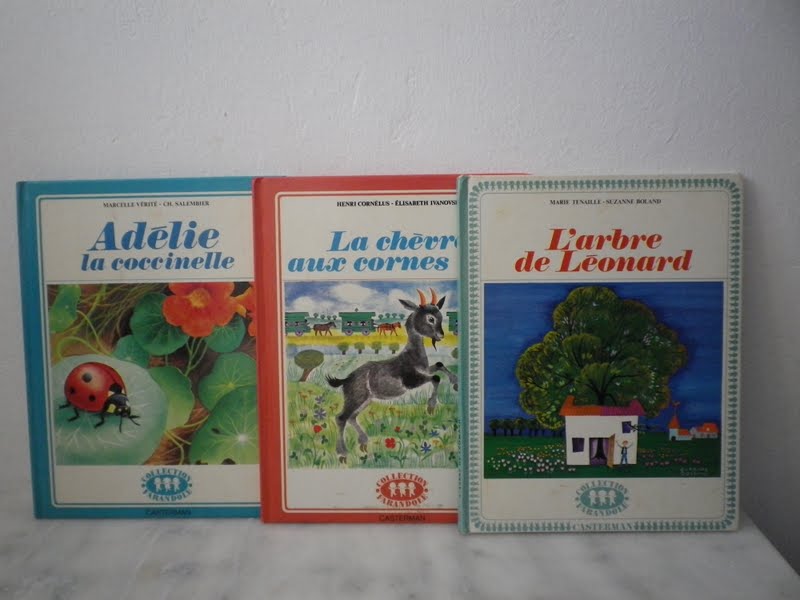 MARCELLE VÉRITÉ - CH. SALEMBIER
Adélie
la coccinelle
COLLECTION
FARANDOLE
CASTERMAN
HENRI CORNÉLUS - ÉLISABETH IVANOVS
La chèvre
aux cornes
COLLECTION
FARANDOLE
CASTERMAN
MARIE TENAILLE - SUZANNE BOLAND
L'arbre
de Léonard
COLLECTION
FARANDOLE
CASTERMAN